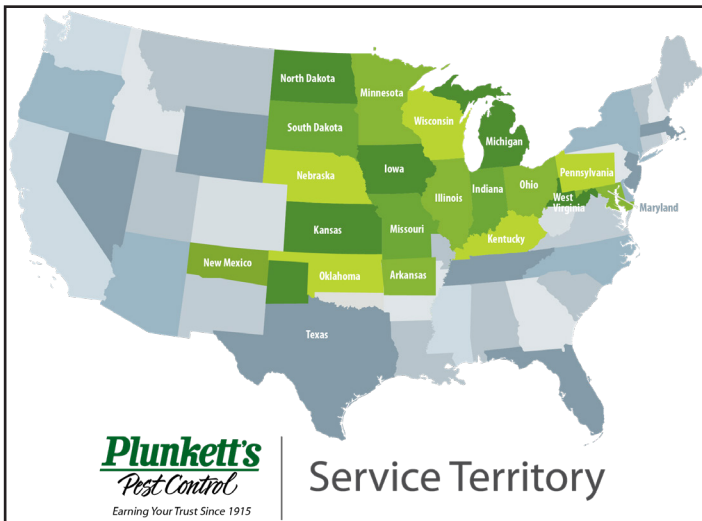 North Dakota
Minnesota
South Dakota
Wisconsin
Michigan
Nebraska
Iowa
Illinois
Indiana
Ohio
Pennsylvania
West
Virginia
Maryland
Kansas
Missouri
Kentucky
New Mexico
Oklahoma
Arkansas
Texas
Plunkett's
Pest Control
Earning Your Trust Since 1915
Service Territory